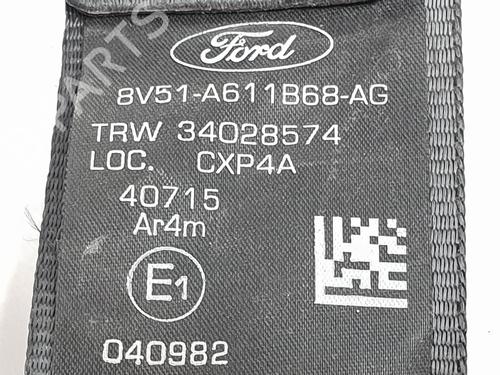 Ford
8V51-A611B68-AG
TRW 34028574
LOC. CXP4A
40715
Ar4m
E1
040982